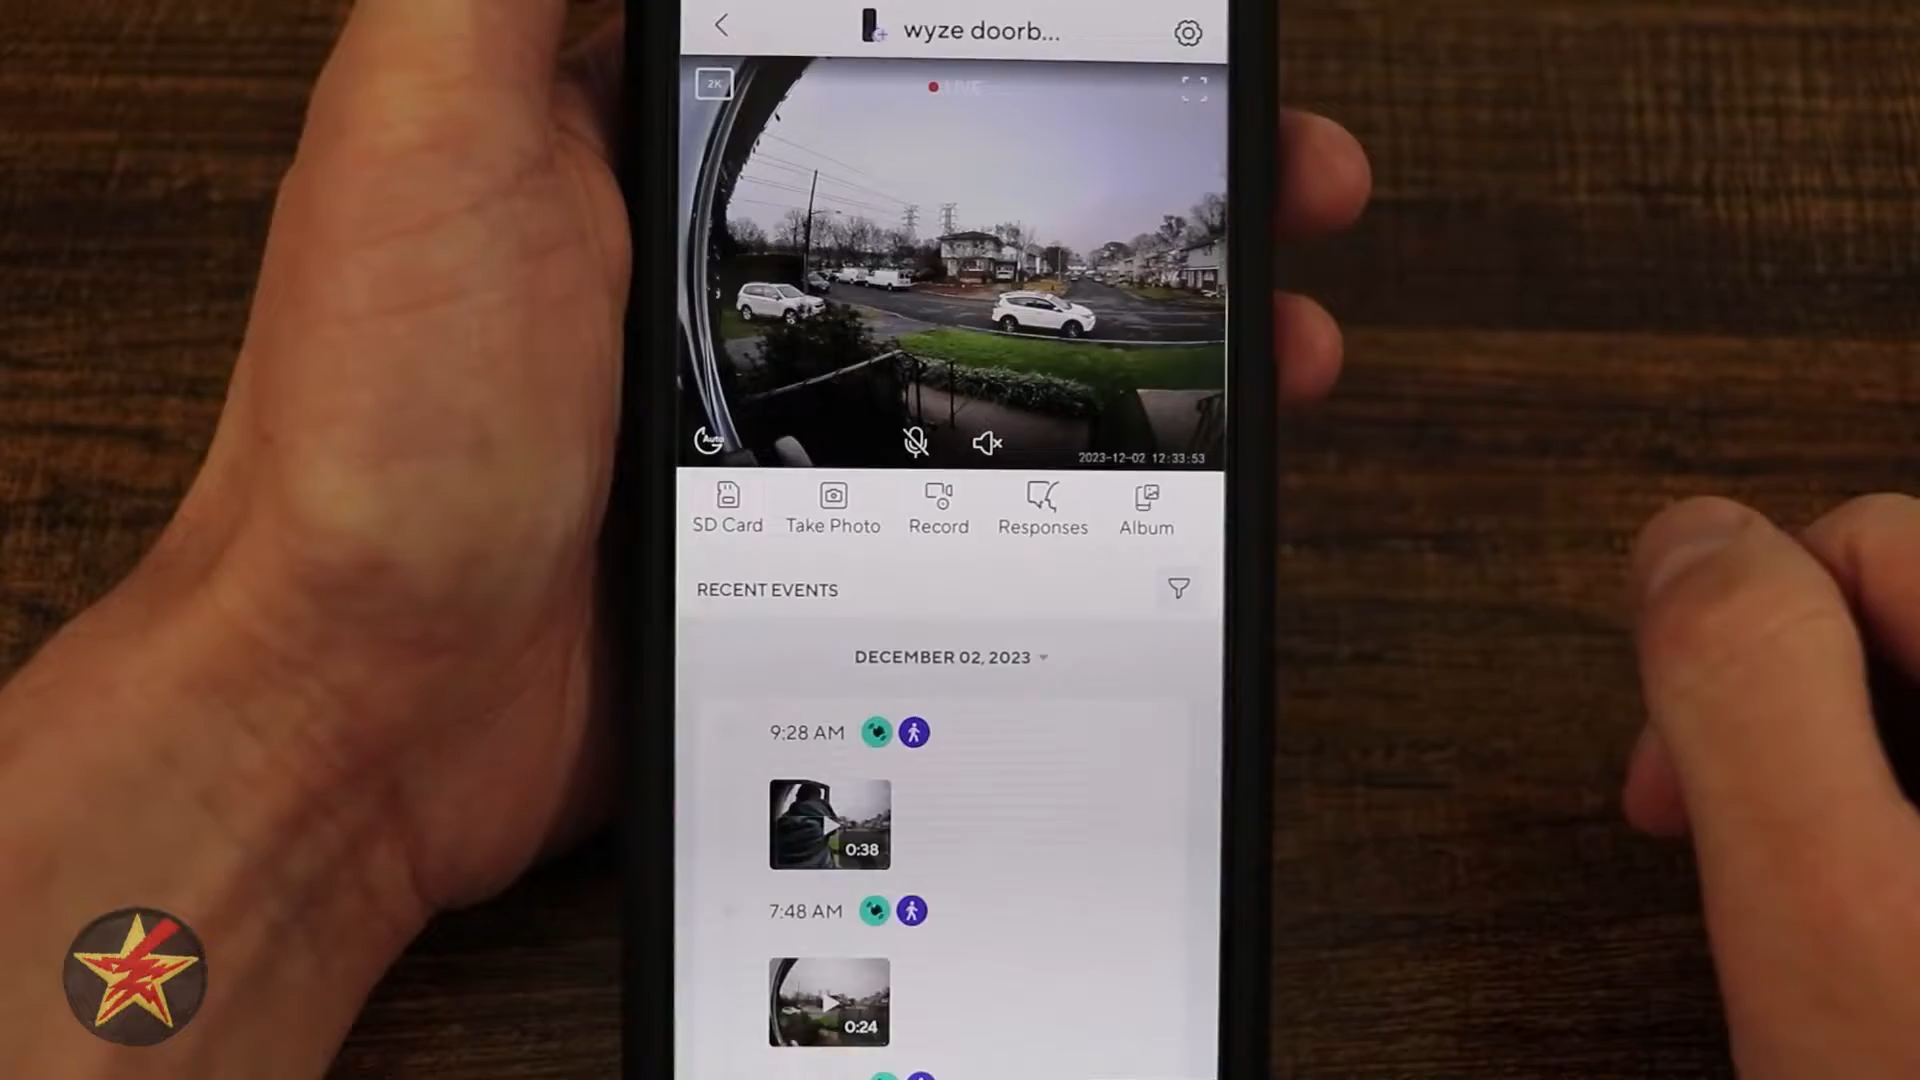 wyze doorb...
2K
LIVE
Auto
2023-12-02 12:33:53
SD Card
Take Photo
Record
Responses
Album
RECENT EVENTS
DECEMBER 02, 2023
9:28 AM
0:38
7:48 AM
0:24